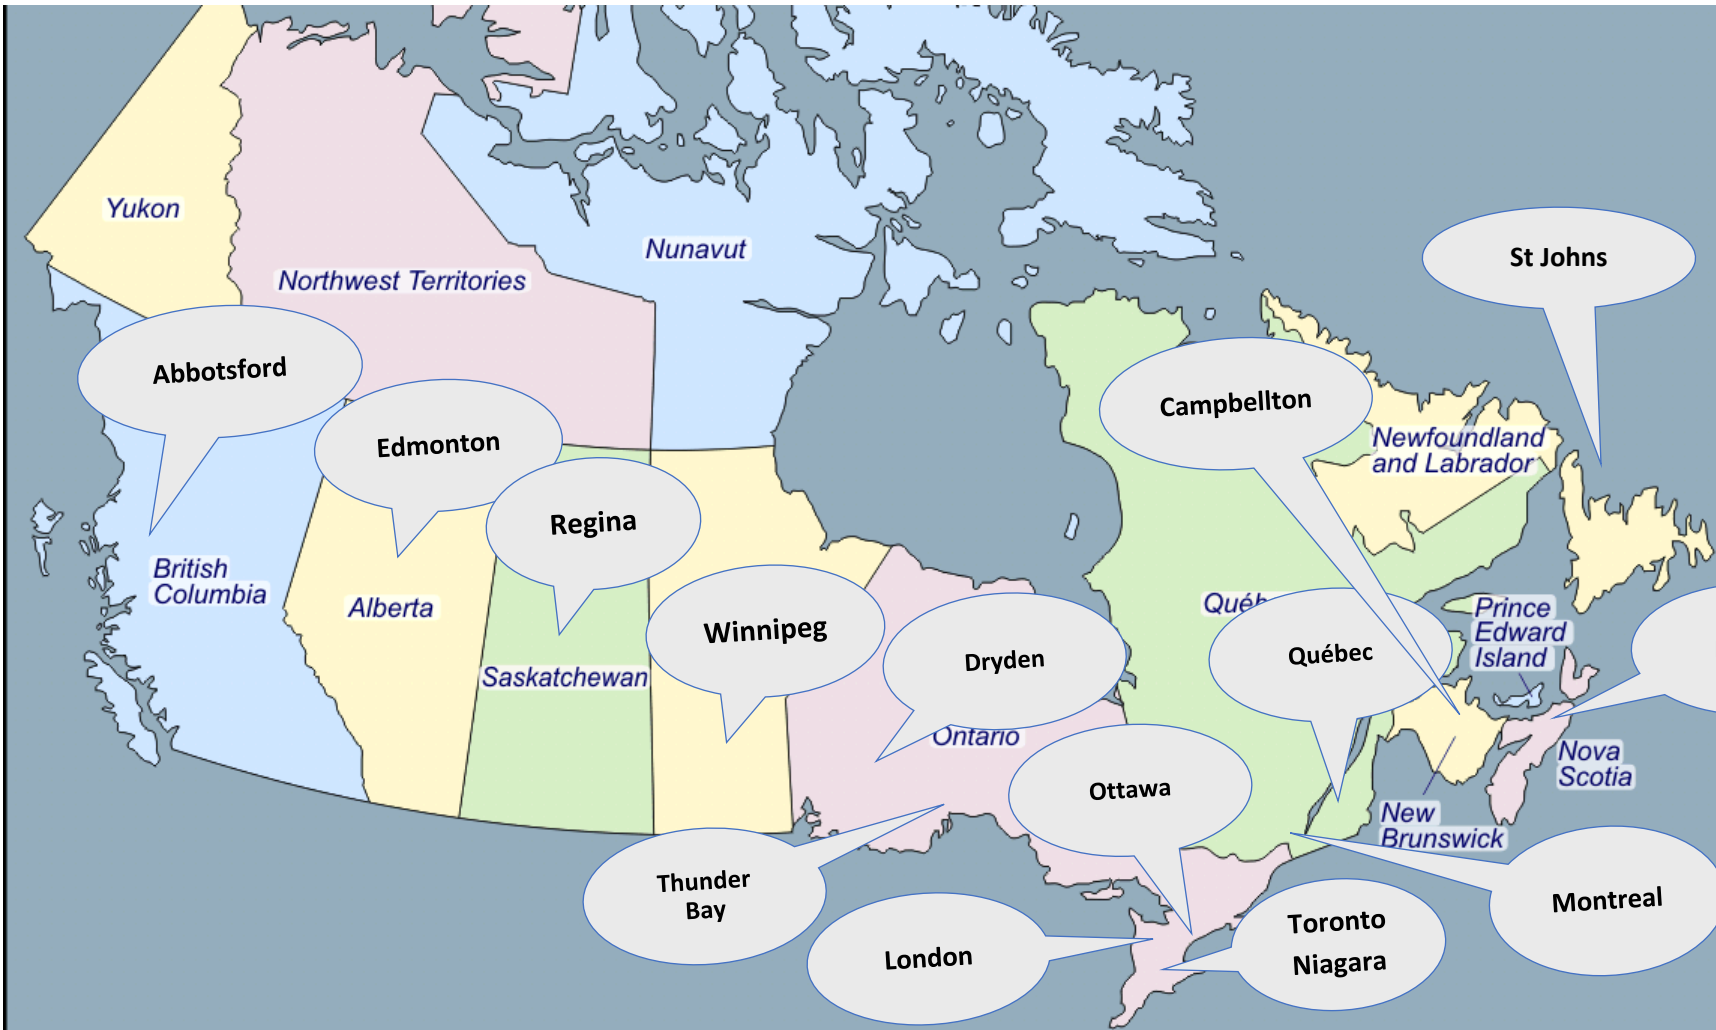 Yukon
Northwest Territories
Nunavut
St Johns
Abbotsford
Campbellton
Edmonton
Newfoundland
and Labrador
Regina
British
Columbia
Alberta
Winnipeg
Dryden
Québec
Prince
Edward
Island
Saskatchewan
Ontario
Nova
Scotia
Ottawa
New
Brunswick
Thunder
Bay
Montreal
London
Toronto
Niagara